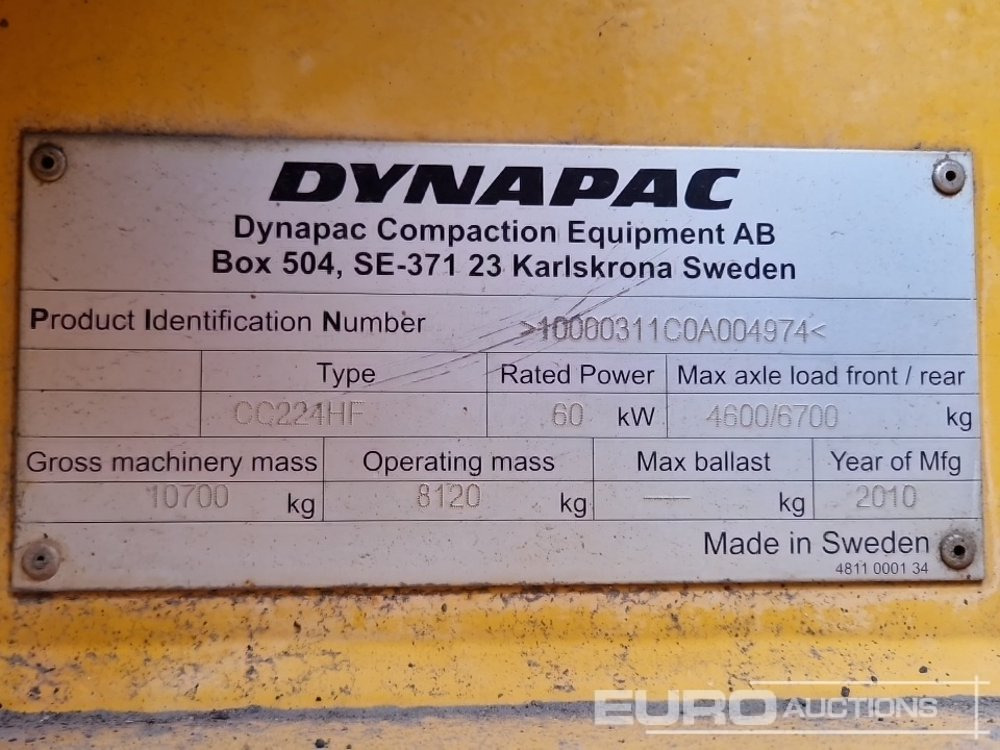 DYNAPAC
Dynapac Compaction Equipment AB
Box 504, SE-371 23 Karlskrona Sweden
Product Identification Number >10000311C0A004974<
Type Rated Power Max axle load front / rear
CC224HF 60 kW 4600/6700 kg
Gross machinery mass Operating mass Max ballast Year of Mfg
10700 kg 8120 kg —— kg 2010
Made in Sweden
4811 0001 34
EURO AUCTIONS